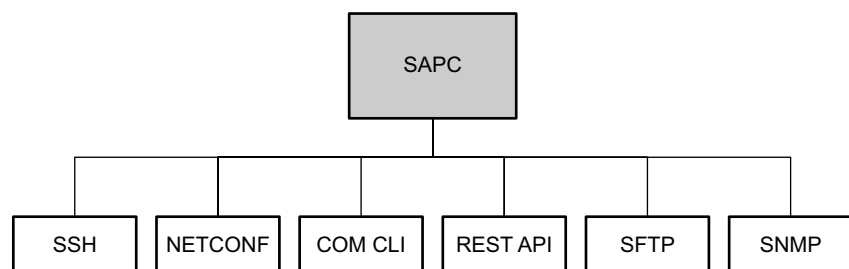 SAPC
SSH
NETCONF
COM CLI
REST API
SFTP
SNMP